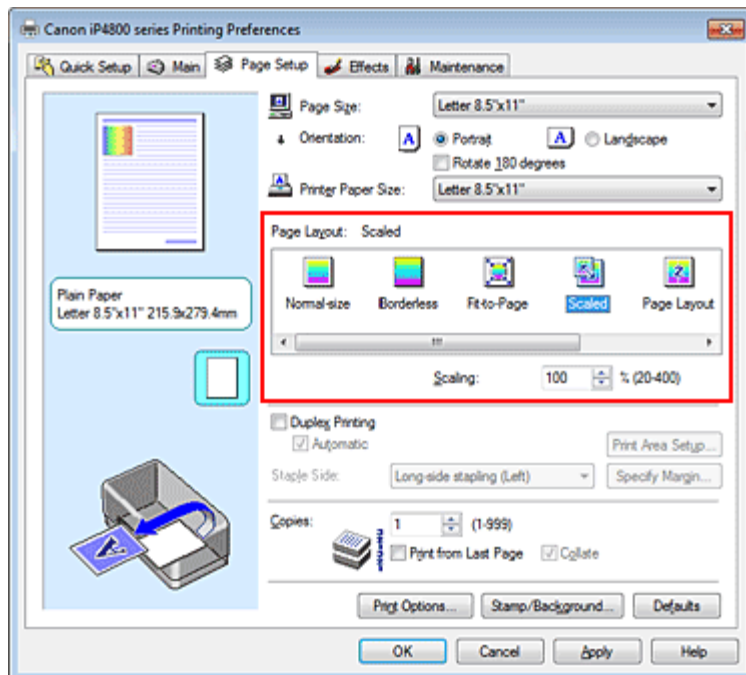 Canon iP4800 series Printing Preferences
Quick Setup Main Page Setup Effects Maintenance
Page Size: Letter 8.5"x11"
Orientation: A Portrait A Landscape
Rotate 180 degrees
Printer Paper Size: Letter 8.5"x11"
Page Layout: Scaled
Normal-size Borderless Fit-to-Page Scaled Page Layout
Plain Paper
Letter 8.5"x11" 215.9x279.4mm
Scaling: 100 % (20-400)
Duplex Printing
Automatic
Print Area Setup...
Staple Side: Long-side stapling (Left) Specify Margin...
Copies: 1 (1-999)
Print from Last Page Collate
Print Options... Stamp/Background... Defaults
OK Cancel Apply Help